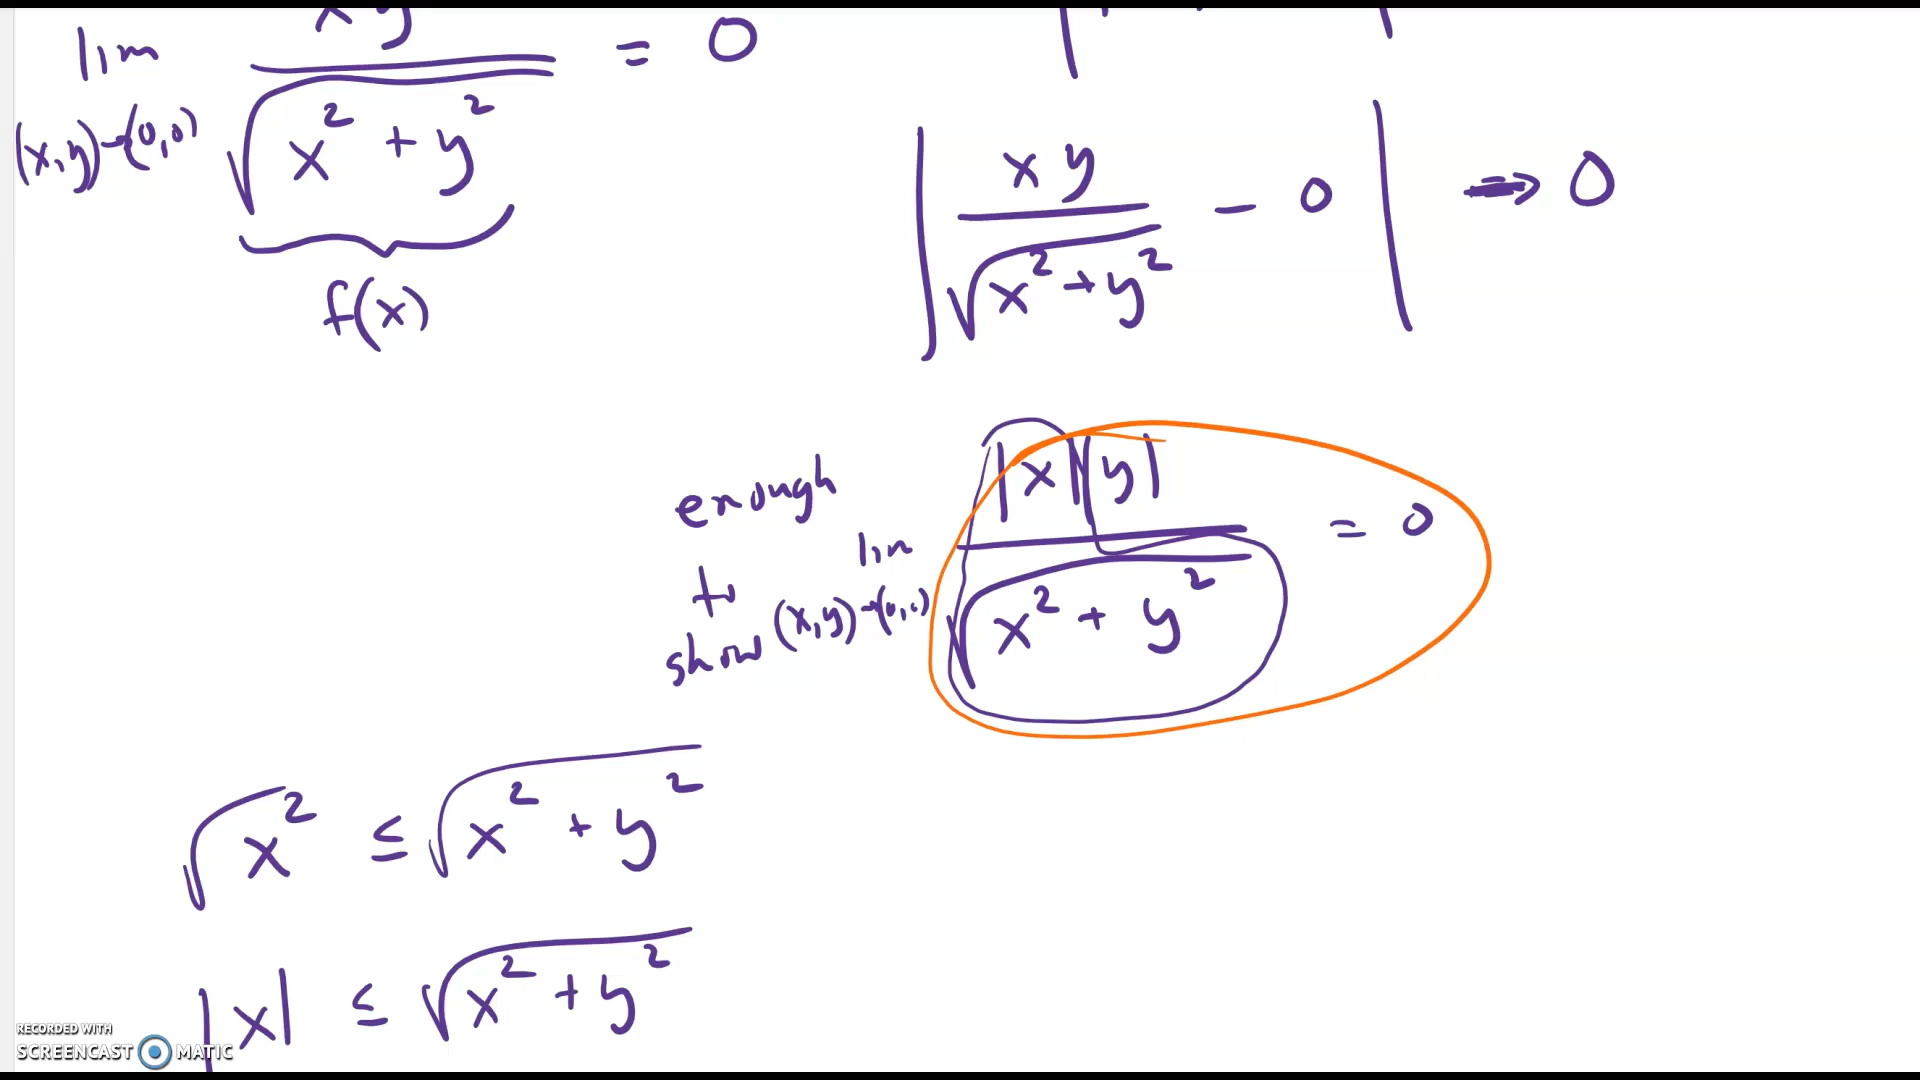 lim xy / √(x² + y²) = 0
(x,y)→(0,0)
f(x)
| xy / √(x² + y²) - 0 | → 0
enough
to
show lim (x,y)→(0,0) |x||y| / √(x² + y²) = 0
√x² ≤ √(x² + y²)
|x| ≤ √(x² + y²)
RECORDED WITH
SCREENCAST MATIC